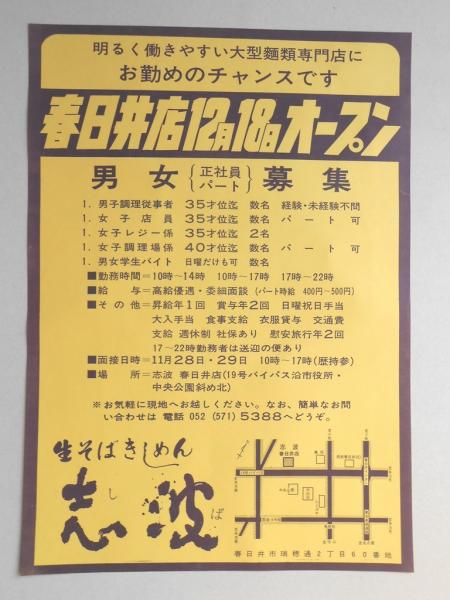 明るく働きやすい大型麵類専門店に
お勤めのチャンスです
春日井店12月18日オープン
男女{正社員 パート}募集
1. 男子調理従事者 35才位迄 数名 経験・未経験不問
1. 女子店員 35才位迄 数名 パート可
1. 女子レジー係 35才位迄 2名
1. 女子調理場係 40才位迄 数名 パート可
1. 男女学生バイト 日曜だけも可 数名
■勤務時間=10時〜14時 10時〜17時 17時〜22時
■給与=高給優遇・委細面談 (パート時給 400円〜500円)
■その他=昇給年1回 賞与年2回 日曜祝日手当
大入手当 食事支給 衣服貸与 交通費
支給 週休制 社保あり 慰安旅行年2回
17〜22時勤務者は送迎の便あり
■面接日時=11月28日・29日 10時〜17時(歴持参)
■場所=志波 春日井店(19号バイパス沿市役所・
中央公園斜め北)
※お気軽に現地へお越しください。なお、簡単なお問
い合わせは 電話 052 (571) 5388へどうぞ。
生そばきしめん
志波
しば
志波
春日井店
春日井市瑞穂通2丁目60番地